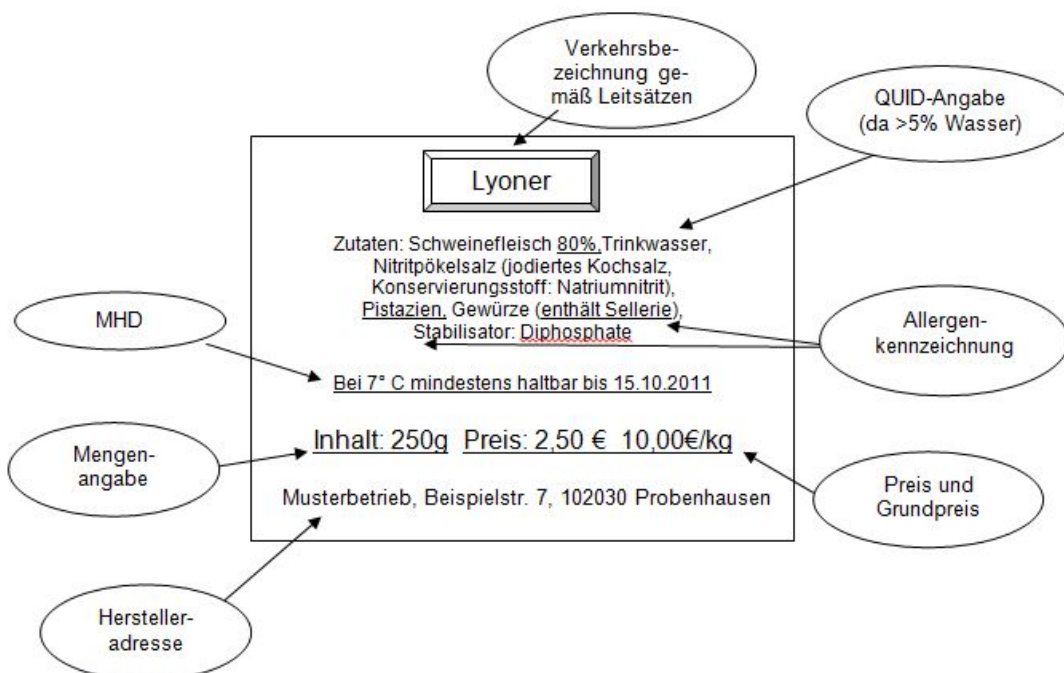 Verkehrsbe-
zeichnung ge-
mäß Leitsätzen
QUID-Angabe
(da >5% Wasser)
Lyoner
Zutaten: Schweinefleisch 80%,Trinkwasser,
Nitritpökelsalz (jodiertes Kochsalz,
Konservierungsstoff: Natriumnitrit),
Pistazien, Gewürze (enthält Sellerie),
Stabilisator: Diphosphate
MHD
Allergen-
kennzeichnung
Bei 7° C mindestens haltbar bis 15.10.2011
Inhalt: 250g Preis: 2,50 € 10,00€/kg
Mengen-
angabe
Preis und
Grundpreis
Musterbetrieb, Beispielstr. 7, 102030 Probenhausen
Hersteller-
adresse